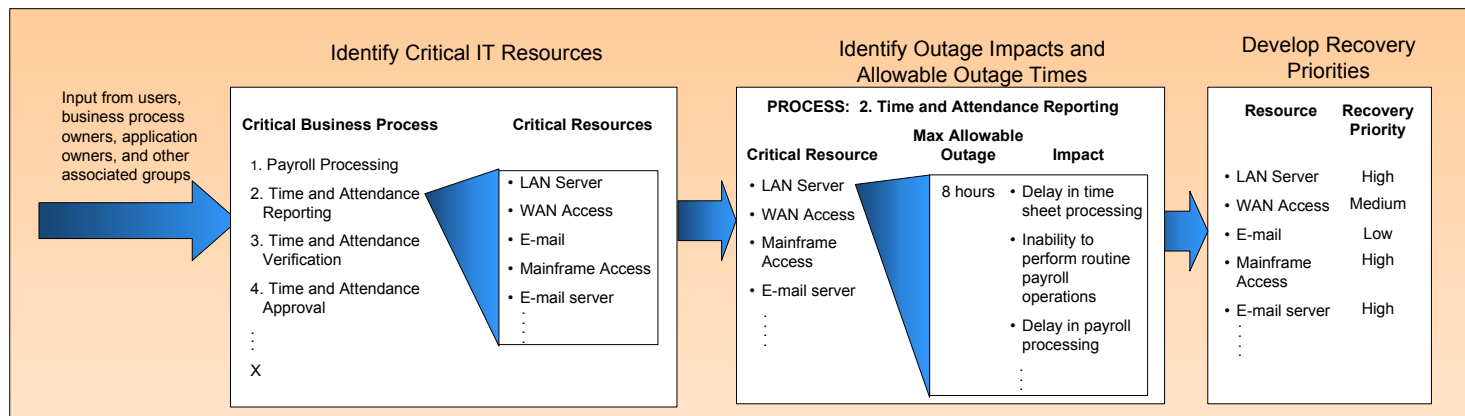 Identify Critical IT Resources
Identify Outage Impacts and
Allowable Outage Times
Develop Recovery
Priorities
Input from users,
business process
owners, application
owners, and other
associated groups
Critical Business Process
1. Payroll Processing
2. Time and Attendance
Reporting
3. Time and Attendance
Verification
4. Time and Attendance
Approval
.
.
.
X
Critical Resources
• LAN Server
• WAN Access
• E-mail
• Mainframe Access
• E-mail server
.
.
.
PROCESS: 2. Time and Attendance Reporting
Critical Resource
• LAN Server
• WAN Access
• Mainframe
Access
• E-mail server
.
.
.
.
Max Allowable
Outage
8 hours
Impact
• Delay in time
sheet processing
• Inability to
perform routine
payroll
operations
• Delay in payroll
processing
.
.
.
Resource Recovery
Priority
• LAN Server High
• WAN Access Medium
• E-mail Low
• Mainframe High
Access
• E-mail server High
.
.
.
.